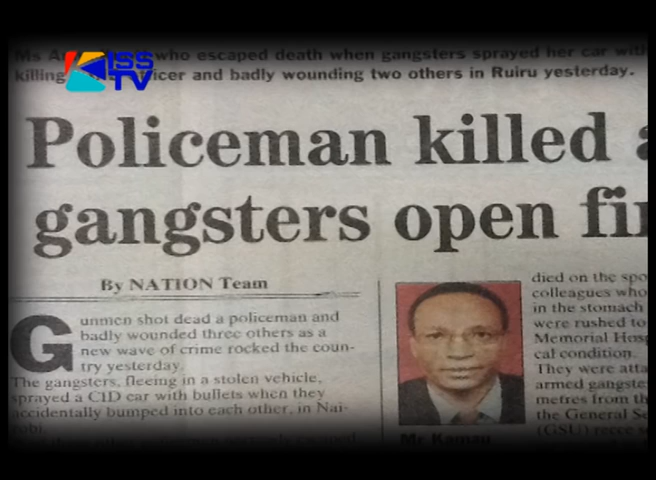 Ms A who escaped death when gangsters sprayed her car with
killing officer and badly wounding two others in Ruiru yesterday.
KISS
TV
Policeman killed a
gangsters open fi
By NATION Team
Gunmen shot dead a policeman and
badly wounded three others as a
new wave of crime rocked the coun-
try yesterday.
The gangsters, fleeing in a stolen vehicle,
sprayed a CID car with bullets when they
accidentally bumped into each other, in Nai-
robi.
Mr Kamau
died on the spo
colleagues who
in the stomach
were rushed to
Memorial Hosp
cal condition.
They were atta
armed gangste
metres from th
the General Se
(GSU) recce s